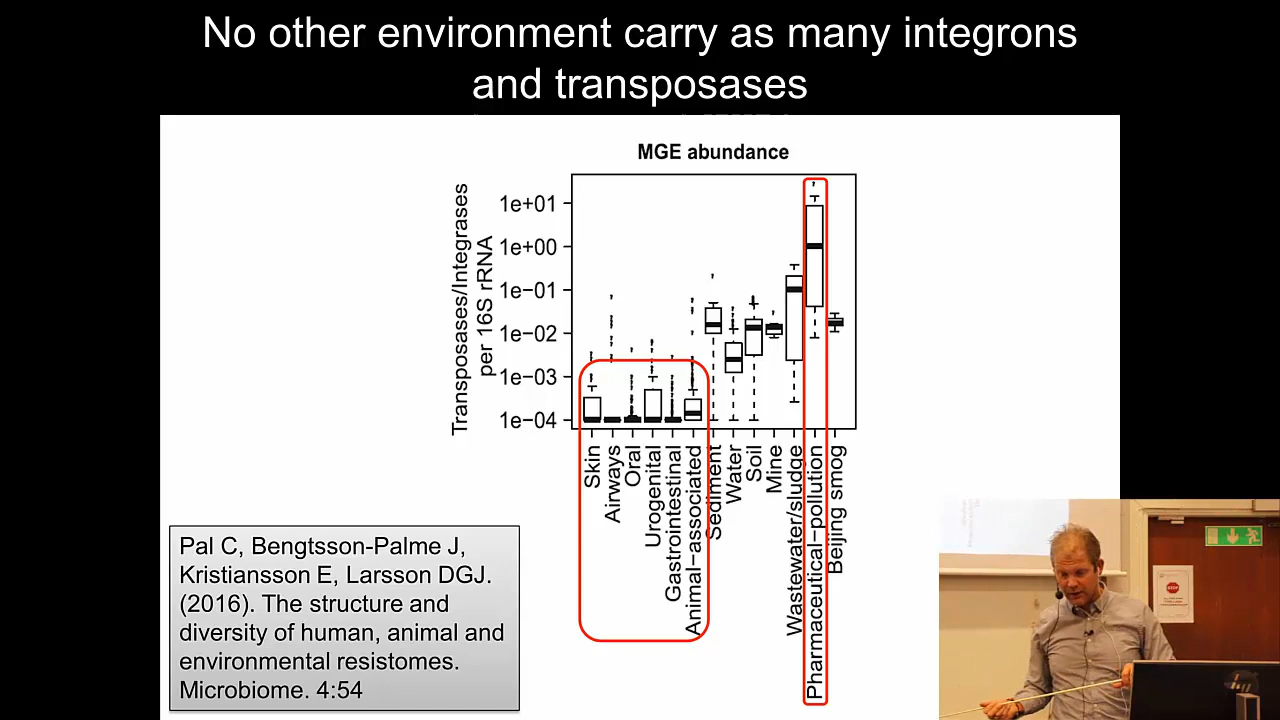 No other environment carry as many integrons
and transposases
MGE abundance
Transposases/Integrases
per 16S rRNA
1e+01
1e+00
1e−01
1e−02
1e−03
1e−04
Skin
Airways
Oral
Urogenital
Gastrointestinal
Animal−associated
Sediment
Water
Soil
Mine
Wastewater/sludge
Pharmaceutical−pollution
Beijing smog
Pal C, Bengtsson-Palme J,
Kristiansson E, Larsson DGJ.
(2016). The structure and
diversity of human, animal and
environmental resistomes.
Microbiome. 4:54
STOP